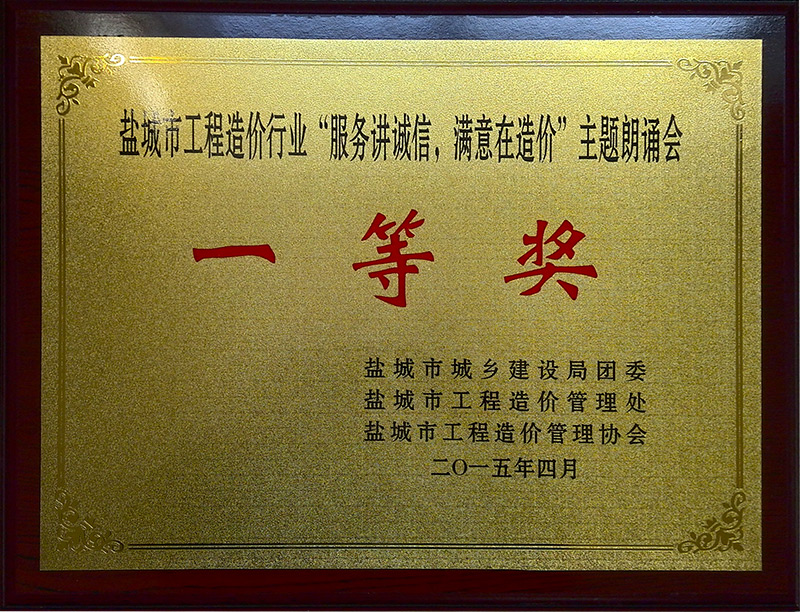 盐城市工程造价行业“服务讲诚信，满意在造价”主题朗诵会
一等奖
盐城市城乡建设局团委
盐城市工程造价管理处
盐城市工程造价管理协会
二〇一五年四月